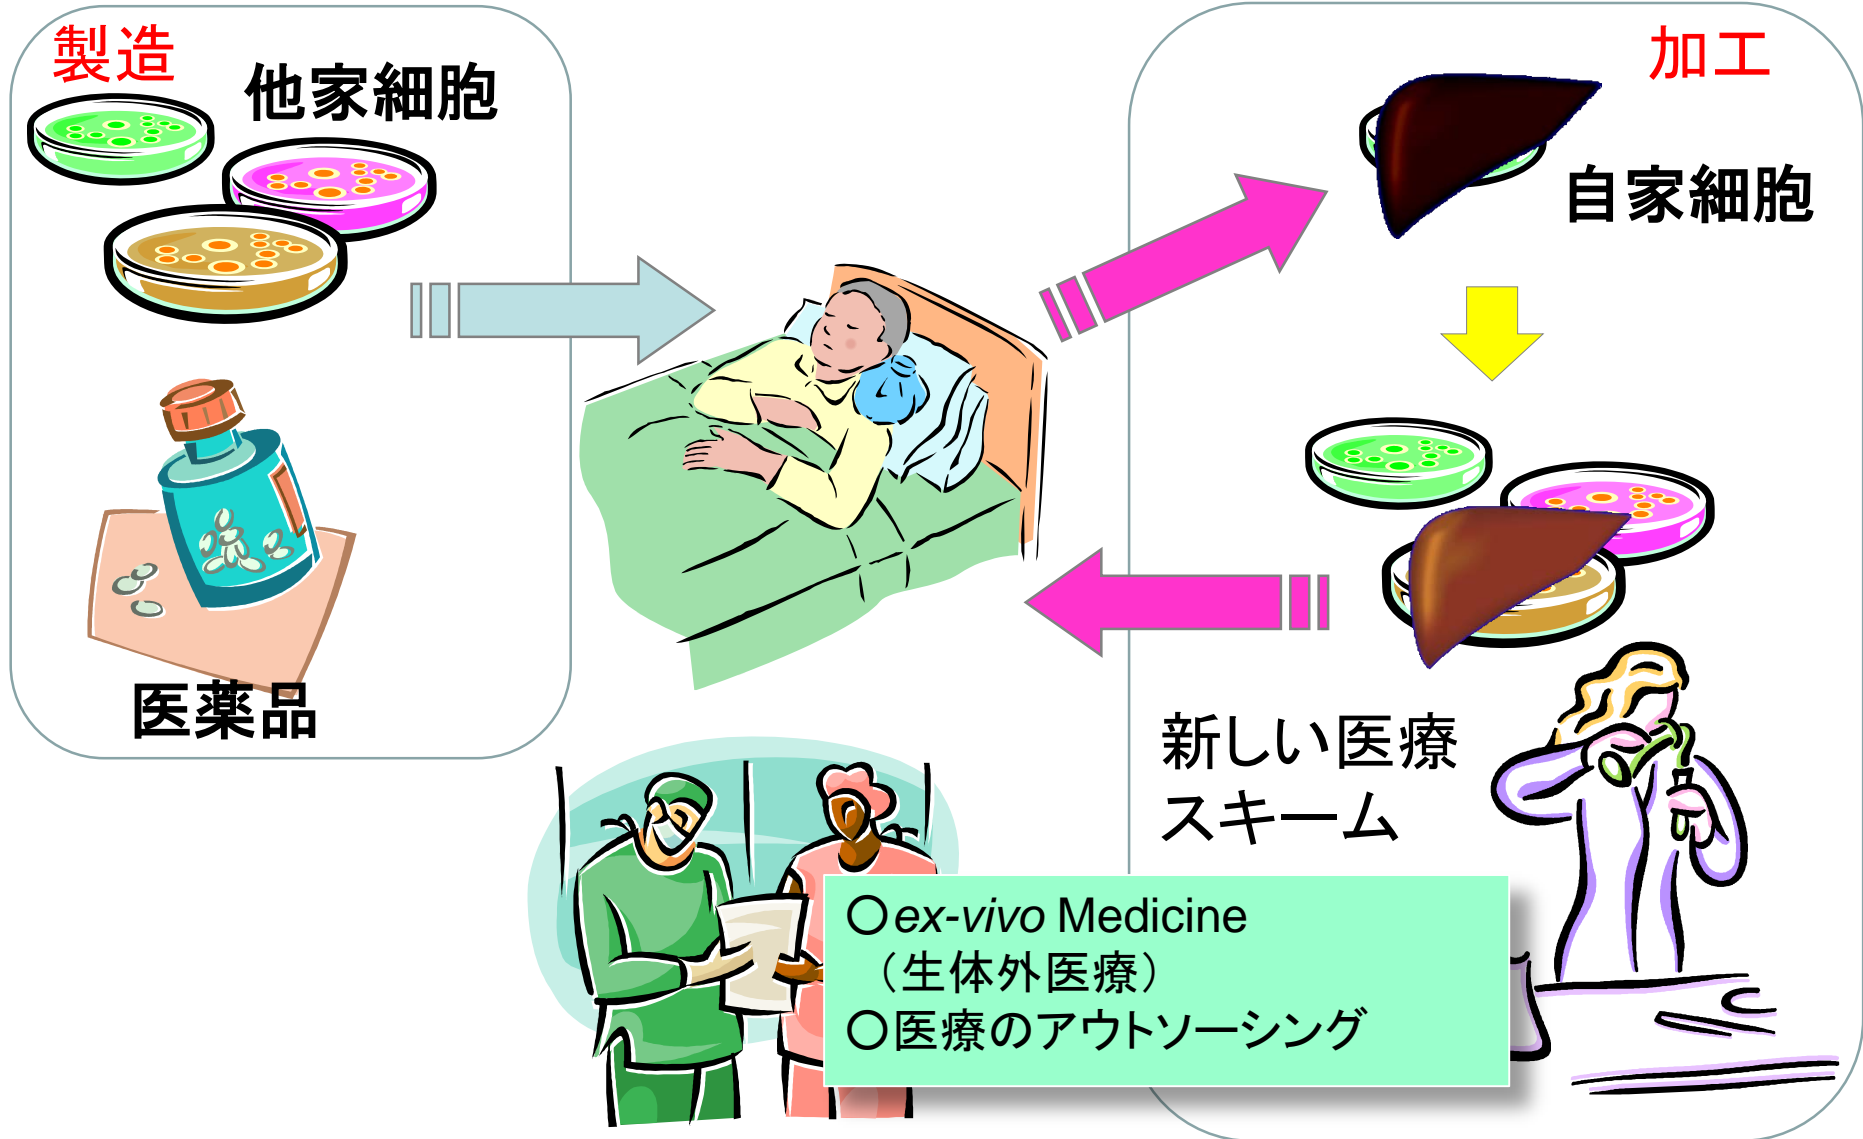 製造
他家細胞
医薬品
加工
自家細胞
新しい医療
スキーム
○ex-vivo Medicine
（生体外医療）
○医療のアウトソーシング